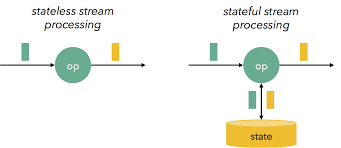 stateless stream
processing
op
stateful stream
processing
op
state